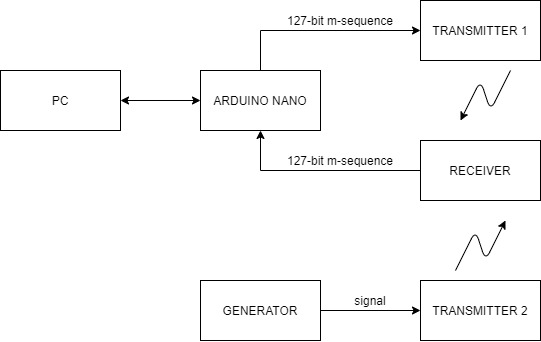 127-bit m-sequence
TRANSMITTER 1
PC
ARDUINO NANO
127-bit m-sequence
RECEIVER
GENERATOR
signal
TRANSMITTER 2